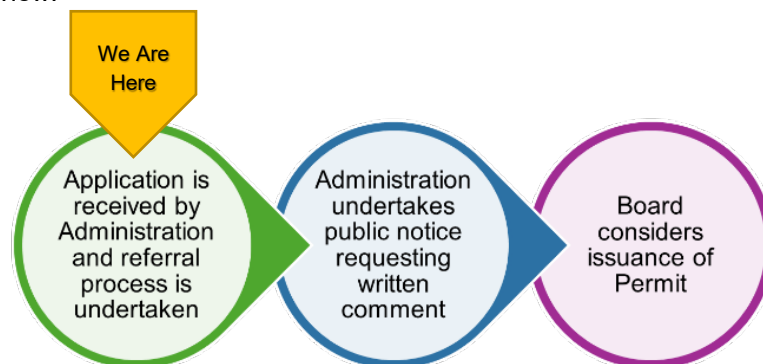 We Are
Here
Application is
received by
Administration
and referral
process is
undertaken
Administration
undertakes
public notice
requesting
written
comment
Board
considers
issuance of
Permit